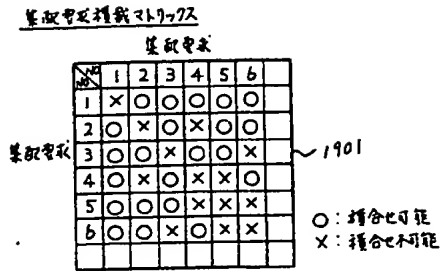 集配要求積載マトリックス
集配要求
1 2 3 4 5 6
1 × ○ ○ ○ ○ ○
2 ○ × ○ × ○ ○
集配要求 3 ○ ○ × ○ ○ × 1901
4 ○ × ○ × × ○
5 ○ ○ ○ × × ×
6 ○ ○ × ○ × ×
○：積合せ可能
×：積合せ不可能